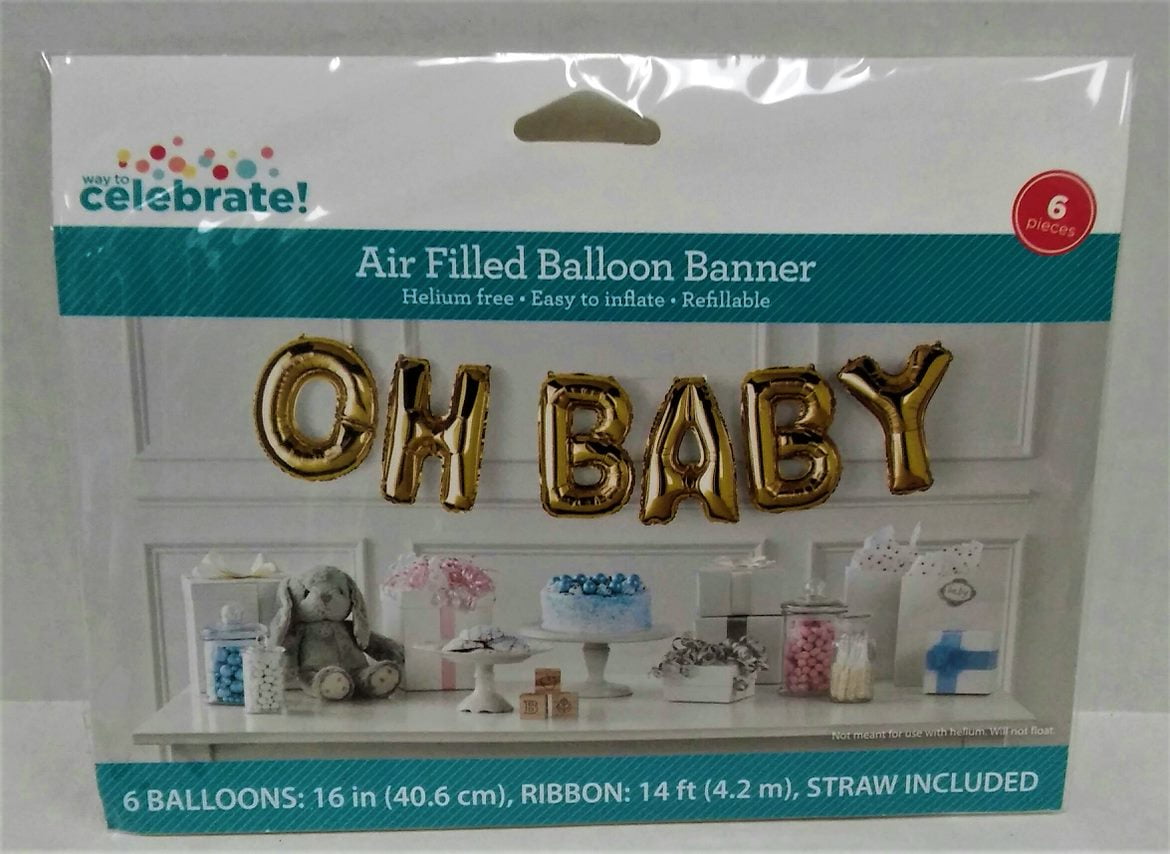 way to
celebrate!
6
pieces
Air Filled Balloon Banner
Helium free • Easy to inflate • Refillable
OH BABY
baby
B
Not meant for use with helium. Will not float.
6 BALLOONS: 16 in (40.6 cm), RIBBON: 14 ft (4.2 m), STRAW INCLUDED